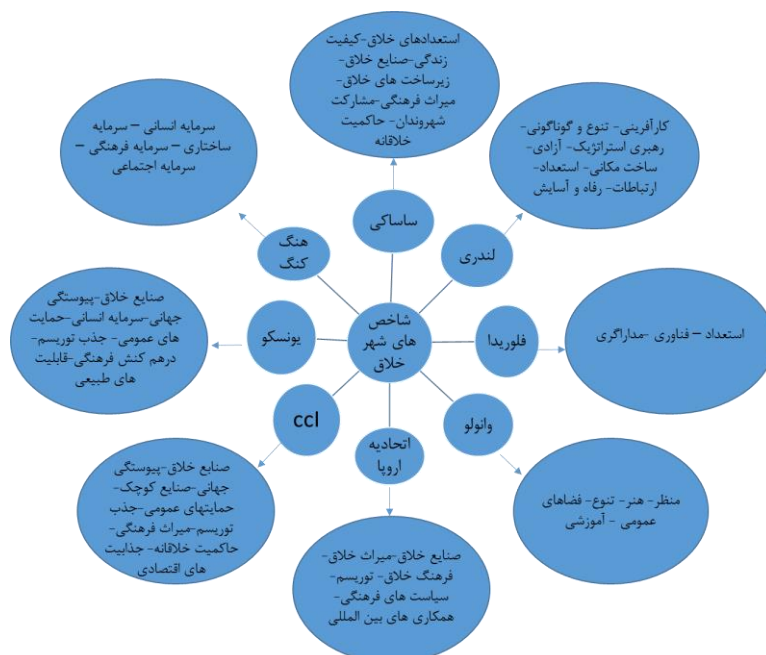 استعدادهای خلاق-کیفیت
زندگی-صنایع خلاق-
زیرساخت های خلاق-
میراث فرهنگی-مشارکت
شهروندان- حاکمیت
خلاقانه
کارآفرینی- تنوع و گوناگونی-
رهبری استراتژیک- آزادی-
ساخت مکانی- استعداد-
ارتباطات- رفاه و آسایش
سرمایه انسانی – سرمایه
ساختاری – سرمایه فرهنگی –
سرمایه اجتماعی
ساساکی
لندری
هنگ
کنگ
شاخص
های شهر
خلاق
فلوریدا
استعداد – فناوری -مداراگری
یونسکو
صنایع خلاق-پیوستگی
جهانی-سرمایه انسانی-حمایت
های عمومی- جذب توریسم-
درهم کنش فرهنگی-قابلیت
های طبیعی
وانولو
ccl
اتحادیه
اروپا
منظر- هنر- تنوع- فضاهای
عمومی - آموزشی
صنایع خلاق-پیوستگی
جهانی-صنایع کوچک-
حمایتهای عمومی-جذب
توریسم-میراث فرهنگی-
حاکمیت خلاقانه- جذابیت
های اقتصادی
صنایع خلاق-میراث خلاق-
فرهنگ خلاق- توریسم-
سیاست های فرهنگی-
همکاری های بین المللی